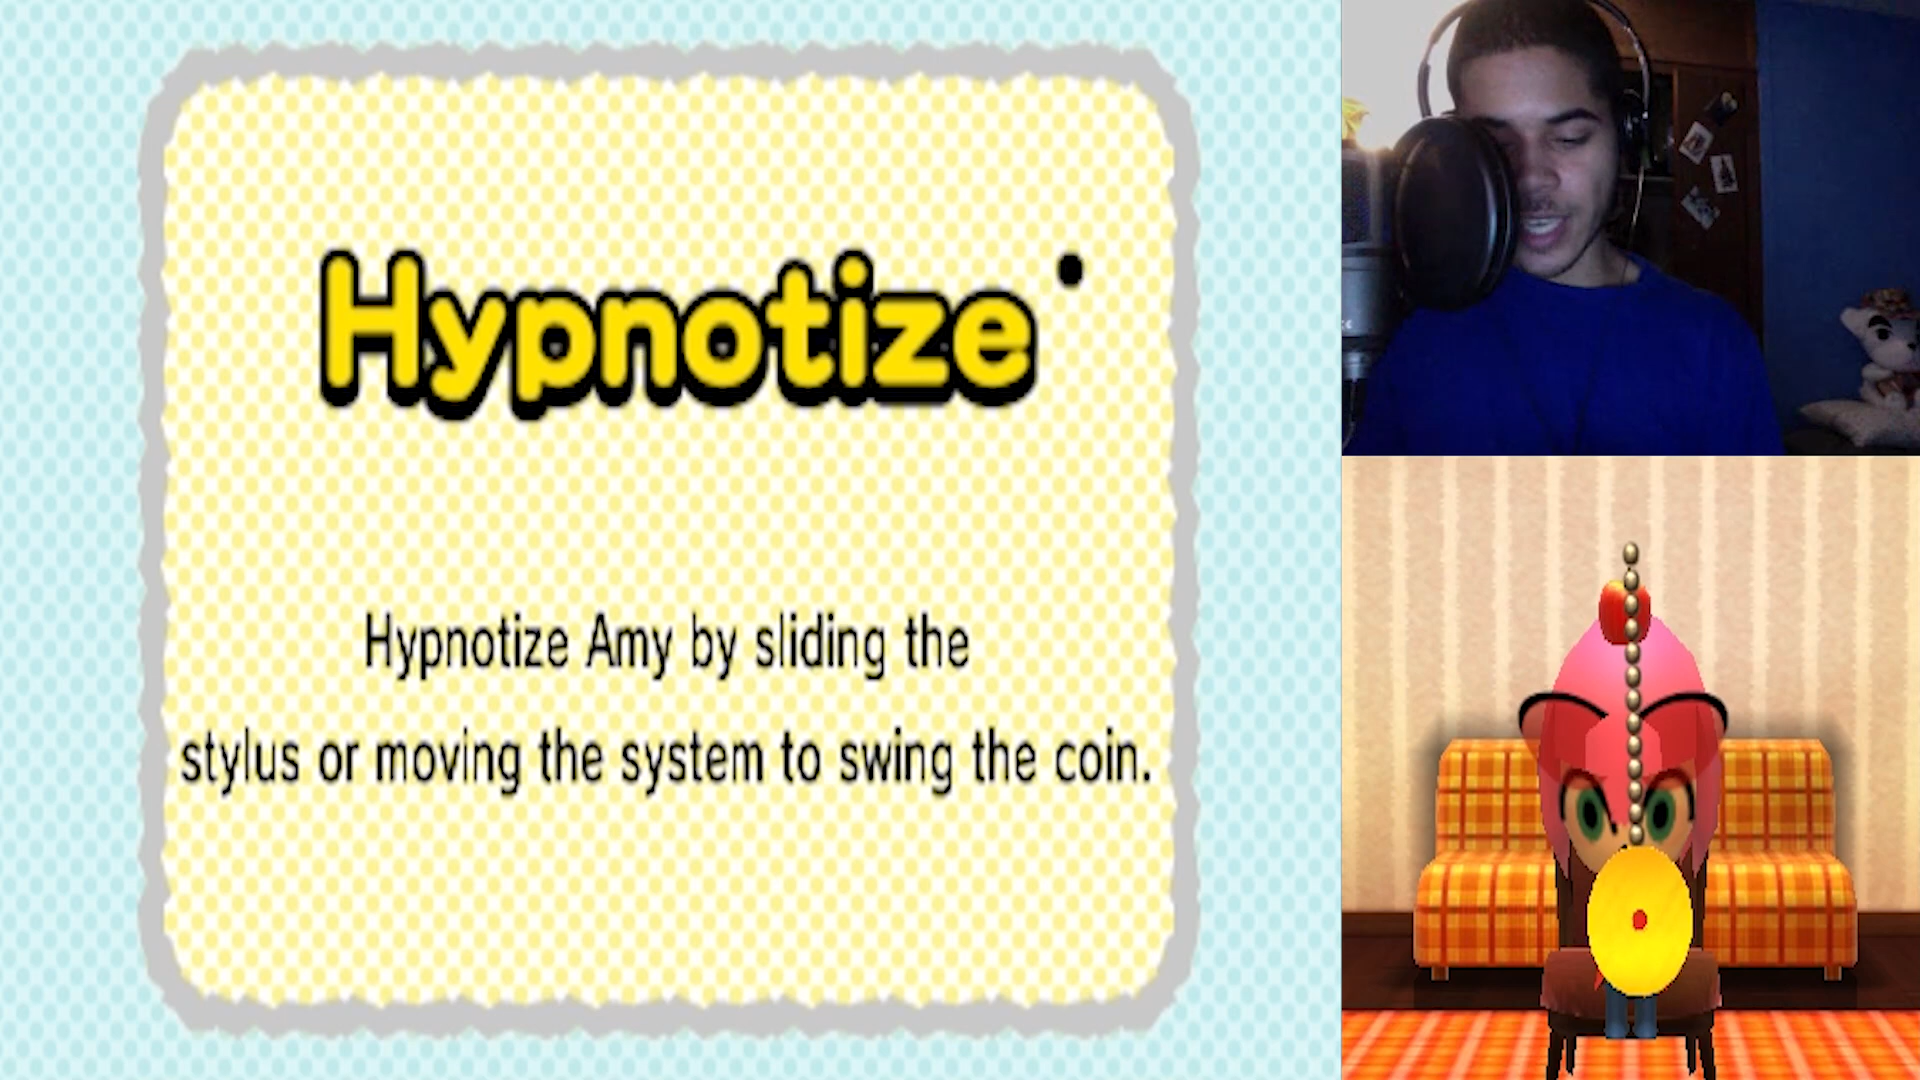 Hypnotize
Hypnotize Amy by sliding the
stylus or moving the system to swing the coin.